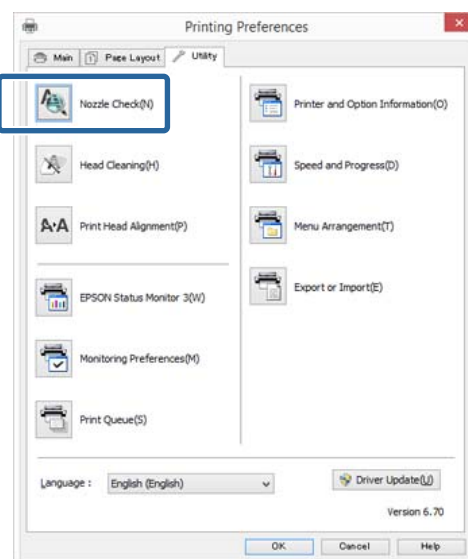 Printing Preferences
Main
Page Layout
Utility
Nozzle Check(N)
Head Cleaning(H)
Print Head Alignment(P)
EPSON Status Monitor 3(W)
Monitoring Preferences(M)
Print Queue(S)
Printer and Option Information(O)
Speed and Progress(D)
Menu Arrangement(T)
Export or Import(E)
Language : English (English)
Driver Update(U)
Version 6.70
OK Cancel Help